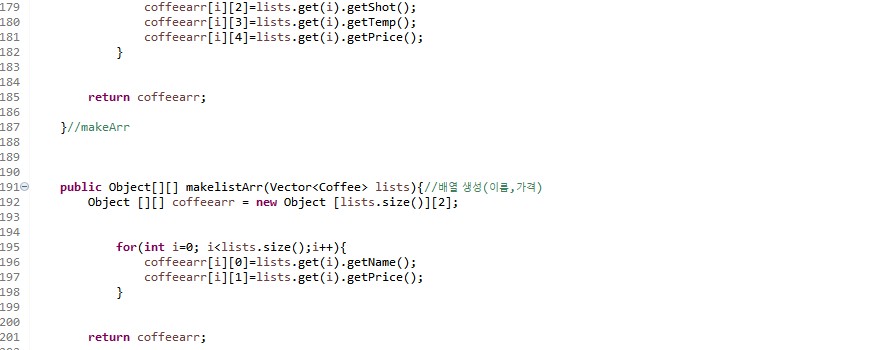 179 coffeearr[i][2]=lists.get(i).getShot();
180 coffeearr[i][3]=lists.get(i).getTemp();
181 coffeearr[i][4]=lists.get(i).getPrice();
182 }
183
184
185 return coffeearr;
186
187 }//makeArr
188
189
190
191 public Object[][] makelistArr(Vector<Coffee> lists){//배열 생성(이름,가격)
192 Object [][] coffeearr = new Object [lists.size()][2];
193
194
195 for(int i=0; i<lists.size();i++){
196 coffeearr[i][0]=lists.get(i).getName();
197 coffeearr[i][1]=lists.get(i).getPrice();
198 }
199
200
201 return coffeearr;